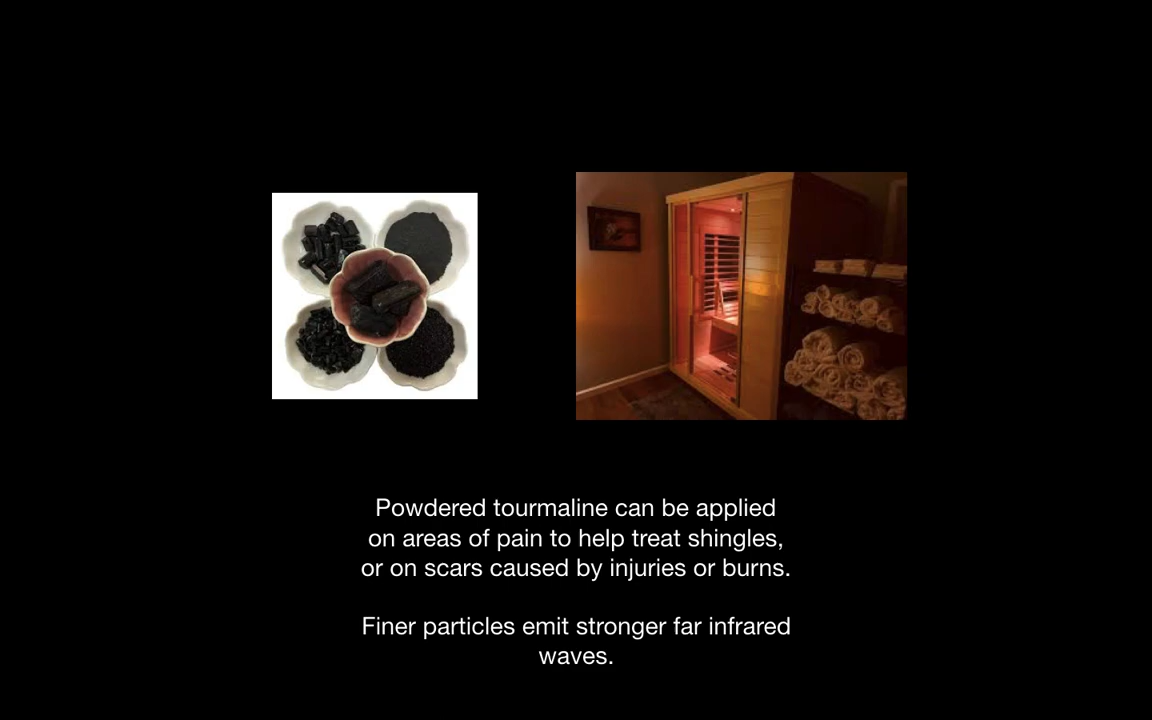 Powdered tourmaline can be applied
on areas of pain to help treat shingles,
or on scars caused by injuries or burns.
Finer particles emit stronger far infrared
waves.